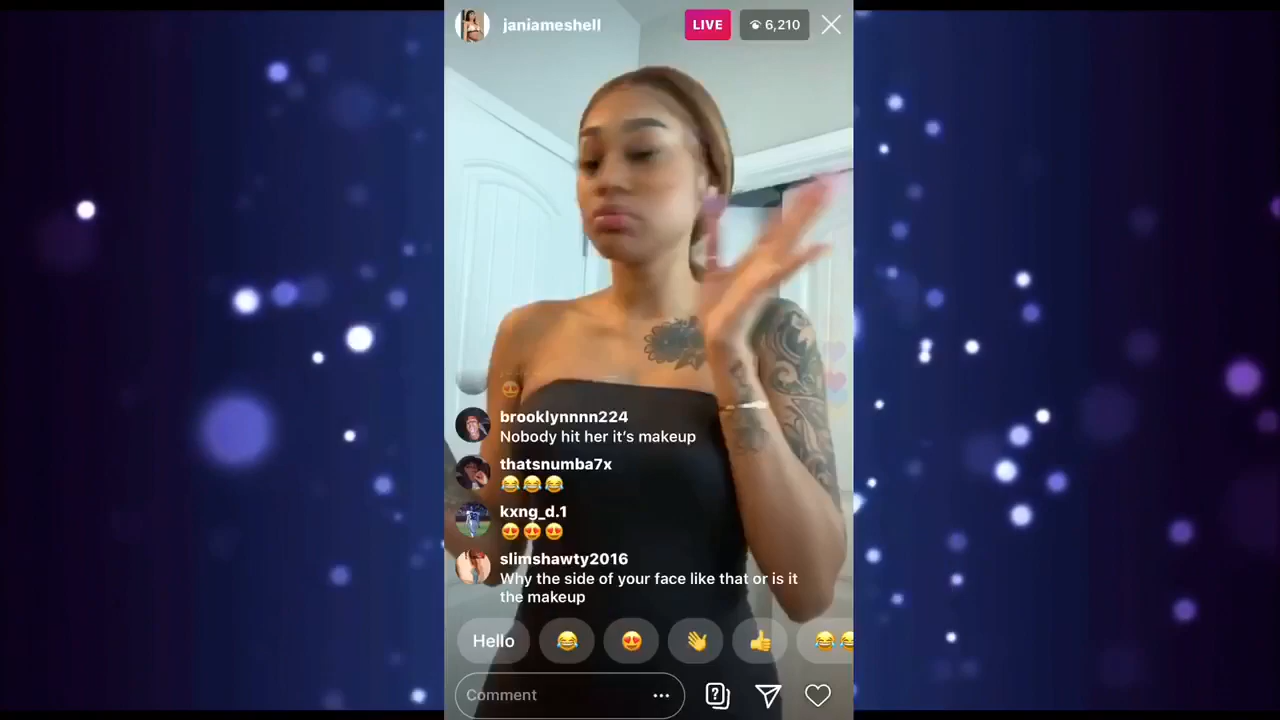 janiameshell
LIVE
6,210
brooklynnnn224
Nobody hit her it’s makeup
thatsnumba7x
😂😂😂
kxng_d.1
😍😍😍
slimshawty2016
Why the side of your face like that or is it
the makeup
Hello
Comment